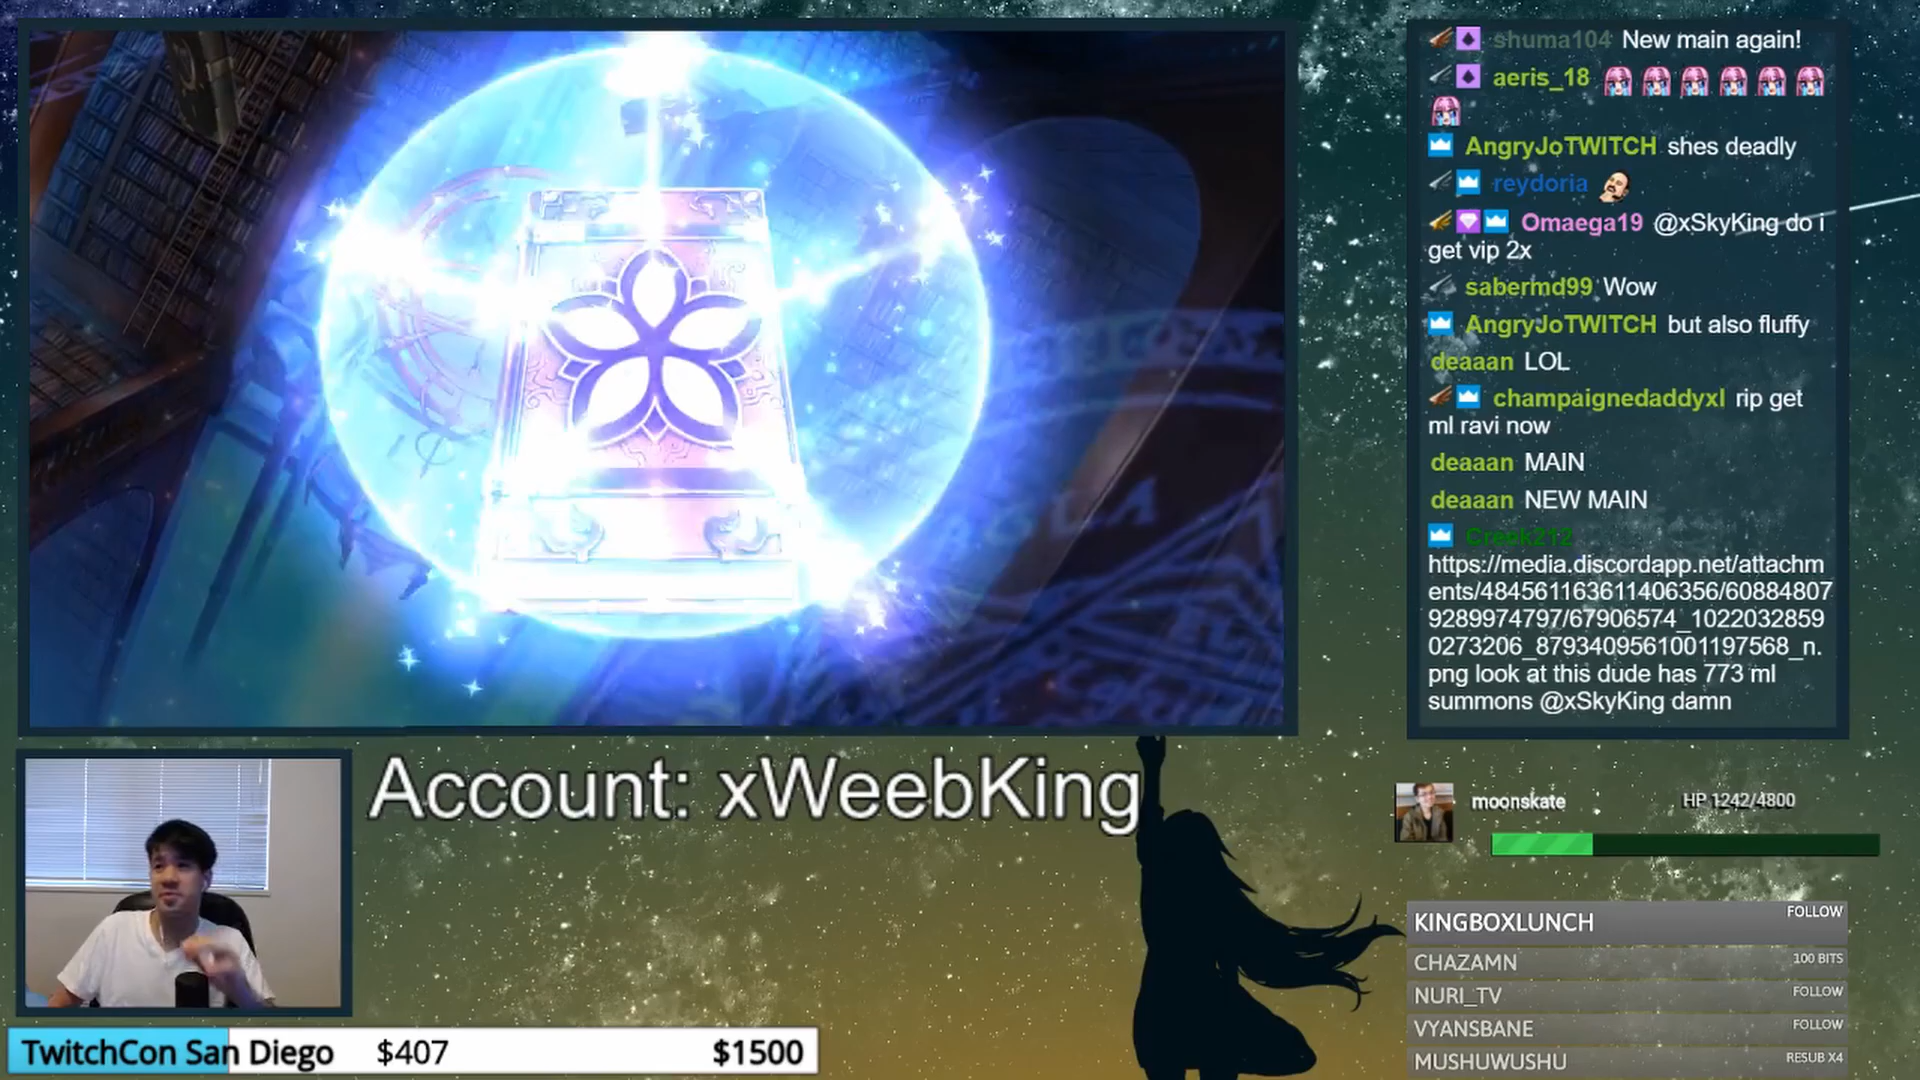 shuma104 New main again!
aeris_18
AngryJoTWITCH shes deadly
reydoria
Omaega19 @xSkyKing do i
get vip 2x
sabermd99 Wow
AngryJoTWITCH but also fluffy
deaaan LOL
champaignedaddyxl rip get
ml ravi now
deaaan MAIN
deaaan NEW MAIN
Creek212
https://media.discordapp.net/attachm
ents/484561163611406356/60884807
9289974797/67906574_1022032859
0273206_8793409561001197568_n.
png look at this dude has 773 ml
summons @xSkyKing damn
Account: xWeebKing
moonskate HP 1242/4800
KINGBOXLUNCH FOLLOW
CHAZAMN 100 BITS
NURI_TV FOLLOW
VYANSBANE FOLLOW
MUSHUWUSHU RESUB X4
TwitchCon San Diego $407 $1500